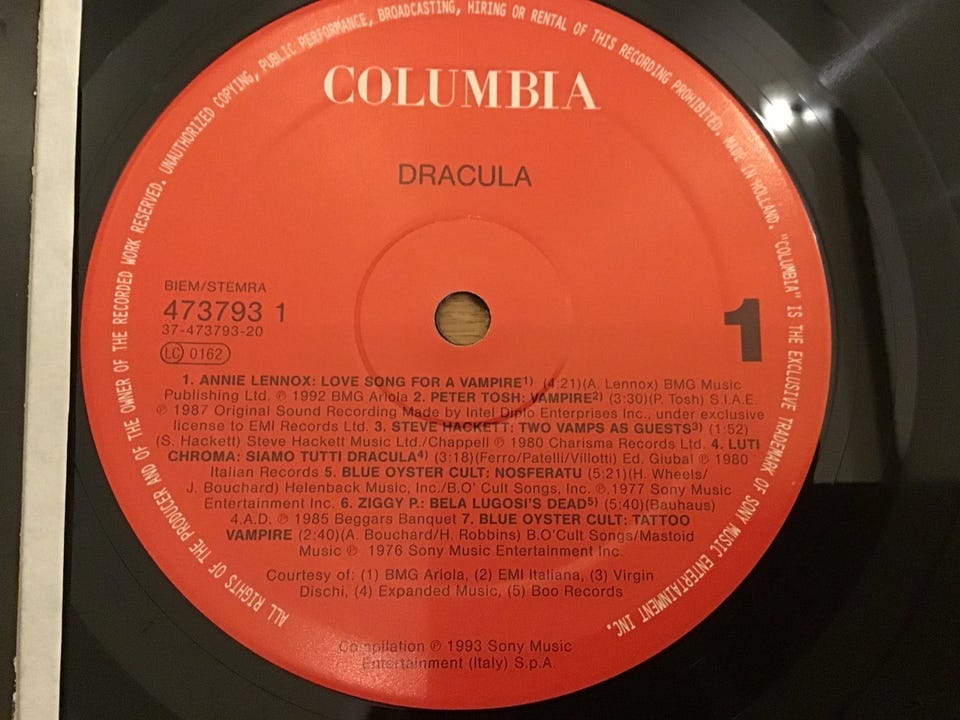 COLUMBIA
DRACULA
BIEM/STEMRA
473793 1
37-473793-20
LC 0162
1
1. ANNIE LENNOX: LOVE SONG FOR A VAMPIRE1) (4:21)(A. Lennox) BMG Music
Publishing Ltd. ℗ 1992 BMG Ariola 2. PETER TOSH: VAMPIRE2) (3:30)(P. Tosh) S.I.A.E.
℗ 1987 Original Sound Recording Made by Intel Diplo Enterprises Inc., under exclusive
license to EMI Records Ltd. 3. STEVE HACKETT: TWO VAMPS AS GUESTS3) (1:52)
(S. Hackett) Steve Hackett Music Ltd./Chappell ℗ 1980 Charisma Records Ltd. 4. LUTI
CHROMA: SIAMO TUTTI DRACULA4) (3:18)(Ferro/Patelli/Villotti) Ed. Giubal ℗ 1980
Italian Records 5. BLUE OYSTER CULT: NOSFERATU (5:21)(H. Wheels/
J. Bouchard) Helenback Music, Inc./B.O' Cult Songs, Inc. ℗,1977 Sony Music
Entertainment Inc. 6. ZIGGY P.: BELA LUGOSI'S DEAD5) (5:40)(Bauhaus)
4.A.D. ℗ 1985 Beggars Banquet 7. BLUE OYSTER CULT: TATTOO
VAMPIRE (2:40)(A. Bouchard/H. Robbins) B.O'Cult Songs/Mastoid
Music ℗ 1976 Sony Music Entertainment Inc.
Courtesy of: (1) BMG Ariola, (2) EMI Italiana, (3) Virgin
Dischi, (4) Expanded Music, (5) Boo Records
Compilation ℗ 1993 Sony Music
Entertainment (Italy) S.p.A.
ALL RIGHTS OF THE PRODUCER AND OF THE OWNER OF THE RECORDED WORK RESERVED. UNAUTHORIZED COPYING, PUBLIC PERFORMANCE, BROADCASTING, HIRING OR RENTAL OF THIS RECORDING PROHIBITED. MADE IN HOLLAND. "COLUMBIA" IS THE EXCLUSIVE TRADEMARK OF SONY MUSIC ENTERTAINMENT INC.